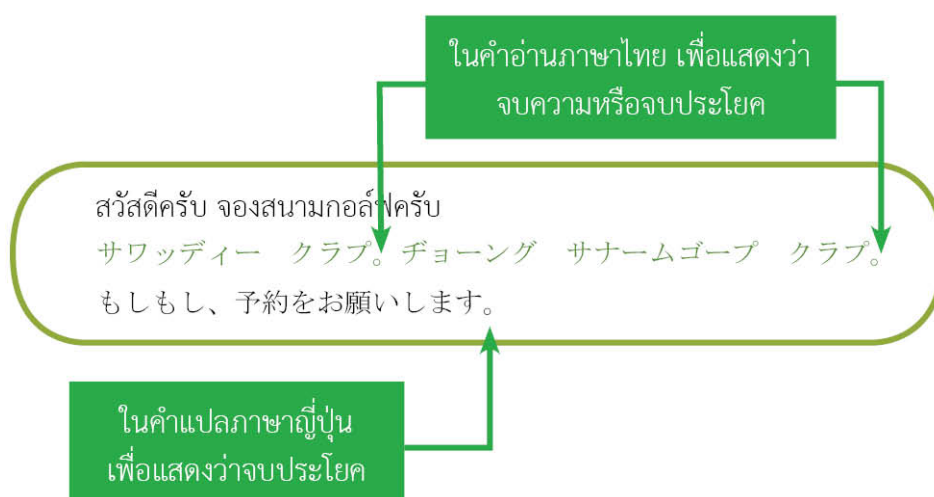 ในคำอ่านภาษาไทย เพื่อแสดงว่า
จบความหรือจบประโยค
สวัสดีครับ จองสนามกอล์ฟครับ
サワッディー　クラプ。ヂョーング　サナームゴープ　クラプ。
もしもし、予約をお願いします。
ในคำแปลภาษาญี่ปุ่น
เพื่อแสดงว่าจบประโยค